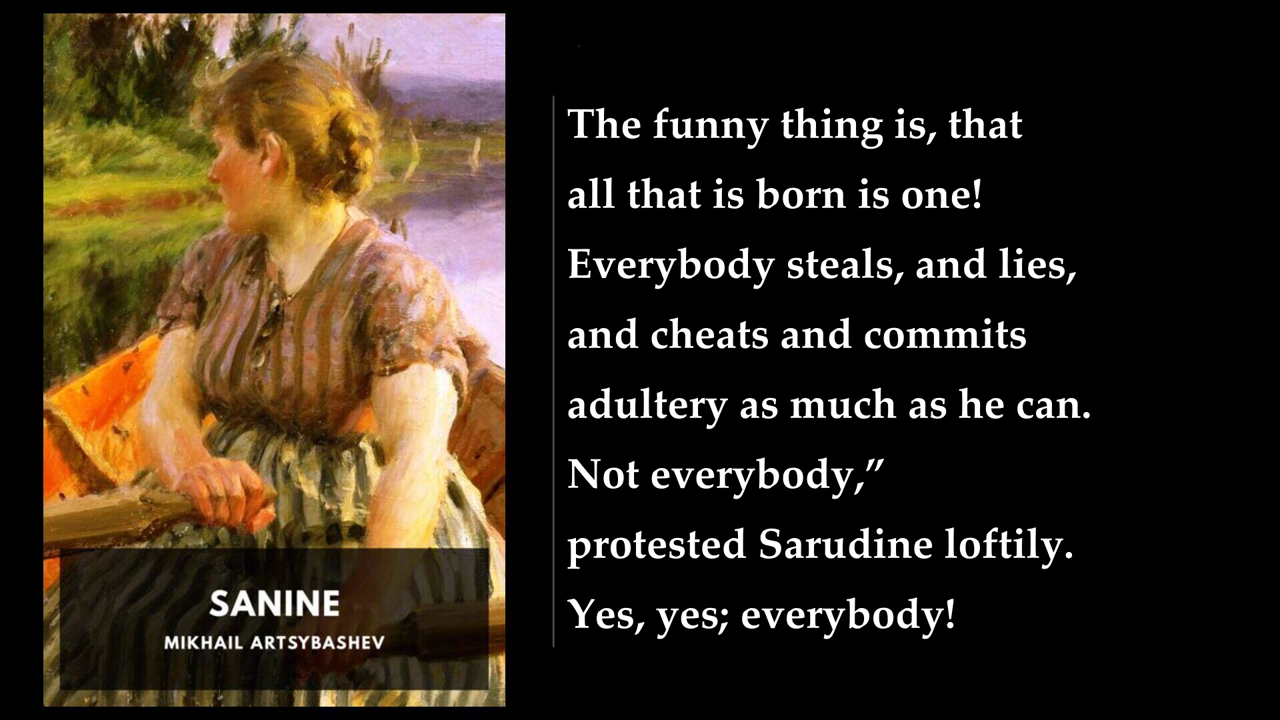 SANINE
MIKHAIL ARTSYBASHEV
The funny thing is, that
all that is born is one!
Everybody steals, and lies,
and cheats and commits
adultery as much as he can.
Not everybody,”
protested Sarudine loftily.
Yes, yes; everybody!